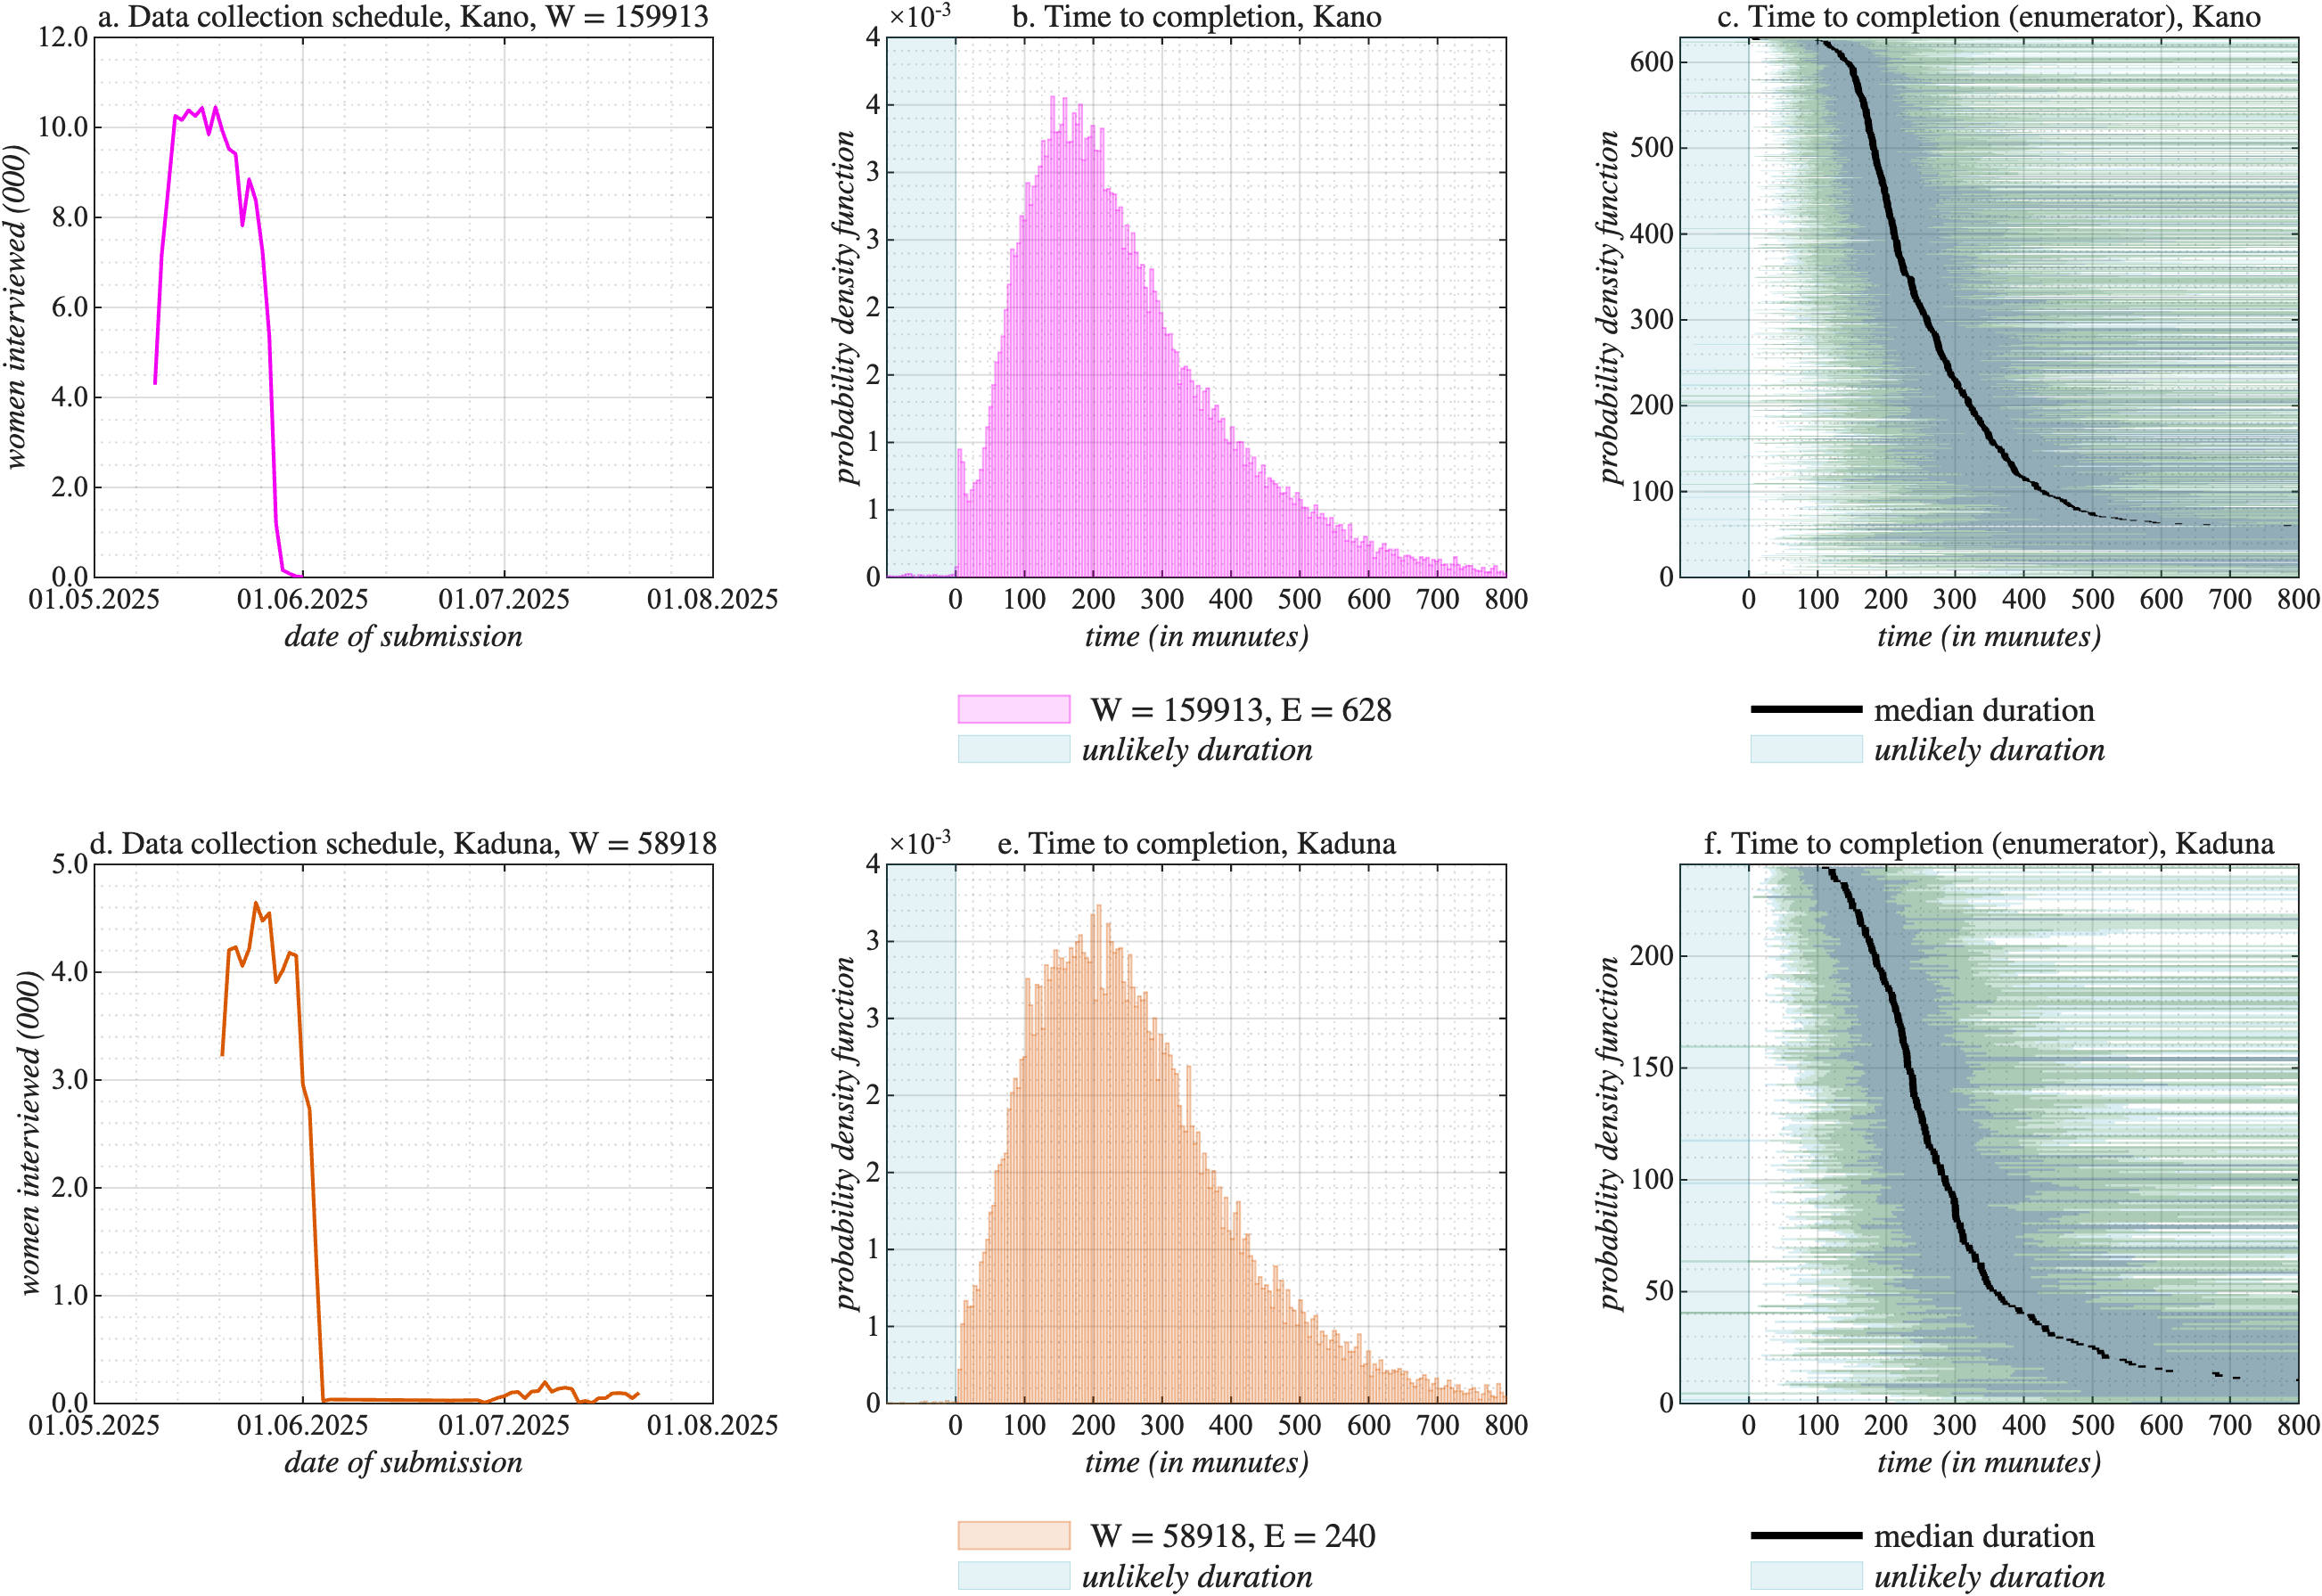 a. Data collection schedule, Kano, W = 159913
12.0
10.0
8.0
6.0
4.0
2.0
0.0
women interviewed (000)
01.05.2025 01.06.2025 01.07.2025 01.08.2025
date of submission
×10-3
b. Time to completion, Kano
4
4
3
3
2
2
1
1
0
probability density function
0 100 200 300 400 500 600 700 800
time (in munutes)
W = 159913, E = 628
unlikely duration
c. Time to completion (enumerator), Kano
600
500
400
300
200
100
0
probability density function
0 100 200 300 400 500 600 700 800
time (in munutes)
median duration
unlikely duration
d. Data collection schedule, Kaduna, W = 58918
5.0
4.0
3.0
2.0
1.0
0.0
women interviewed (000)
01.05.2025 01.06.2025 01.07.2025 01.08.2025
date of submission
×10-3
e. Time to completion, Kaduna
4
3
3
2
2
1
1
0
probability density function
0 100 200 300 400 500 600 700 800
time (in munutes)
W = 58918, E = 240
unlikely duration
f. Time to completion (enumerator), Kaduna
200
150
100
50
0
probability density function
0 100 200 300 400 500 600 700 800
time (in munutes)
median duration
unlikely duration